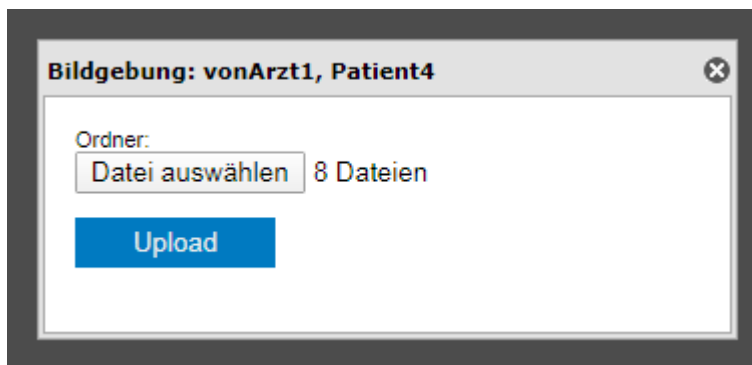 Bildgebung: vonArzt1, Patient4
Ordner:
Datei auswählen 8 Dateien
Upload